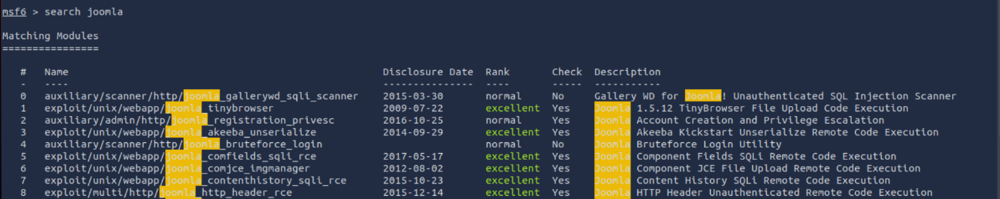 msf6 > search joomla
Matching Modules
================
# Name Disclosure Date Rank Check Description
- ---- --------------- ---- ----- -----------
0 auxiliary/scanner/http/joomla_gallerywd_sqli_scanner 2015-03-30 normal No Gallery WD for Joomla! Unauthenticated SQL Injection Scanner
1 exploit/unix/webapp/joomla_tinybrowser 2009-07-22 excellent Yes Joomla 1.5.12 TinyBrowser File Upload Code Execution
2 auxiliary/admin/http/joomla_registration_privesc 2016-10-25 normal Yes Joomla Account Creation and Privilege Escalation
3 exploit/unix/webapp/joomla_akeeba_unserialize 2014-09-29 excellent Yes Joomla Akeeba Kickstart Unserialize Remote Code Execution
4 auxiliary/scanner/http/joomla_bruteforce_login normal No Joomla Bruteforce Login Utility
5 exploit/unix/webapp/joomla_comfields_sqli_rce 2017-05-17 excellent Yes Joomla Component Fields SQLi Remote Code Execution
6 exploit/unix/webapp/joomla_comjce_imgmanager 2012-08-02 excellent Yes Joomla Component JCE File Upload Remote Code Execution
7 exploit/unix/webapp/joomla_contenthistory_sqli_rce 2015-10-23 excellent Yes Joomla Content History SQLi Remote Code Execution
8 exploit/multi/http/joomla_http_header_rce 2015-12-14 excellent Yes Joomla HTTP Header Unauthenticated Remote Code Execution